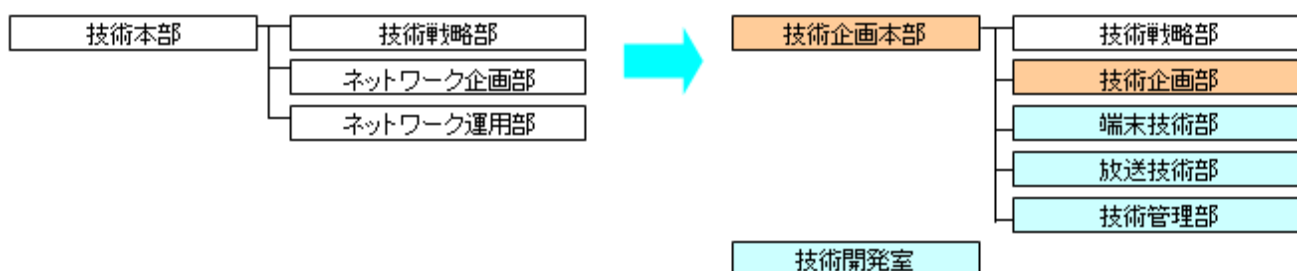 技術本部
技術戦略部
ネットワーク企画部
ネットワーク運用部
技術企画本部
技術戦略部
技術企画部
端末技術部
放送技術部
技術管理部
技術開発室